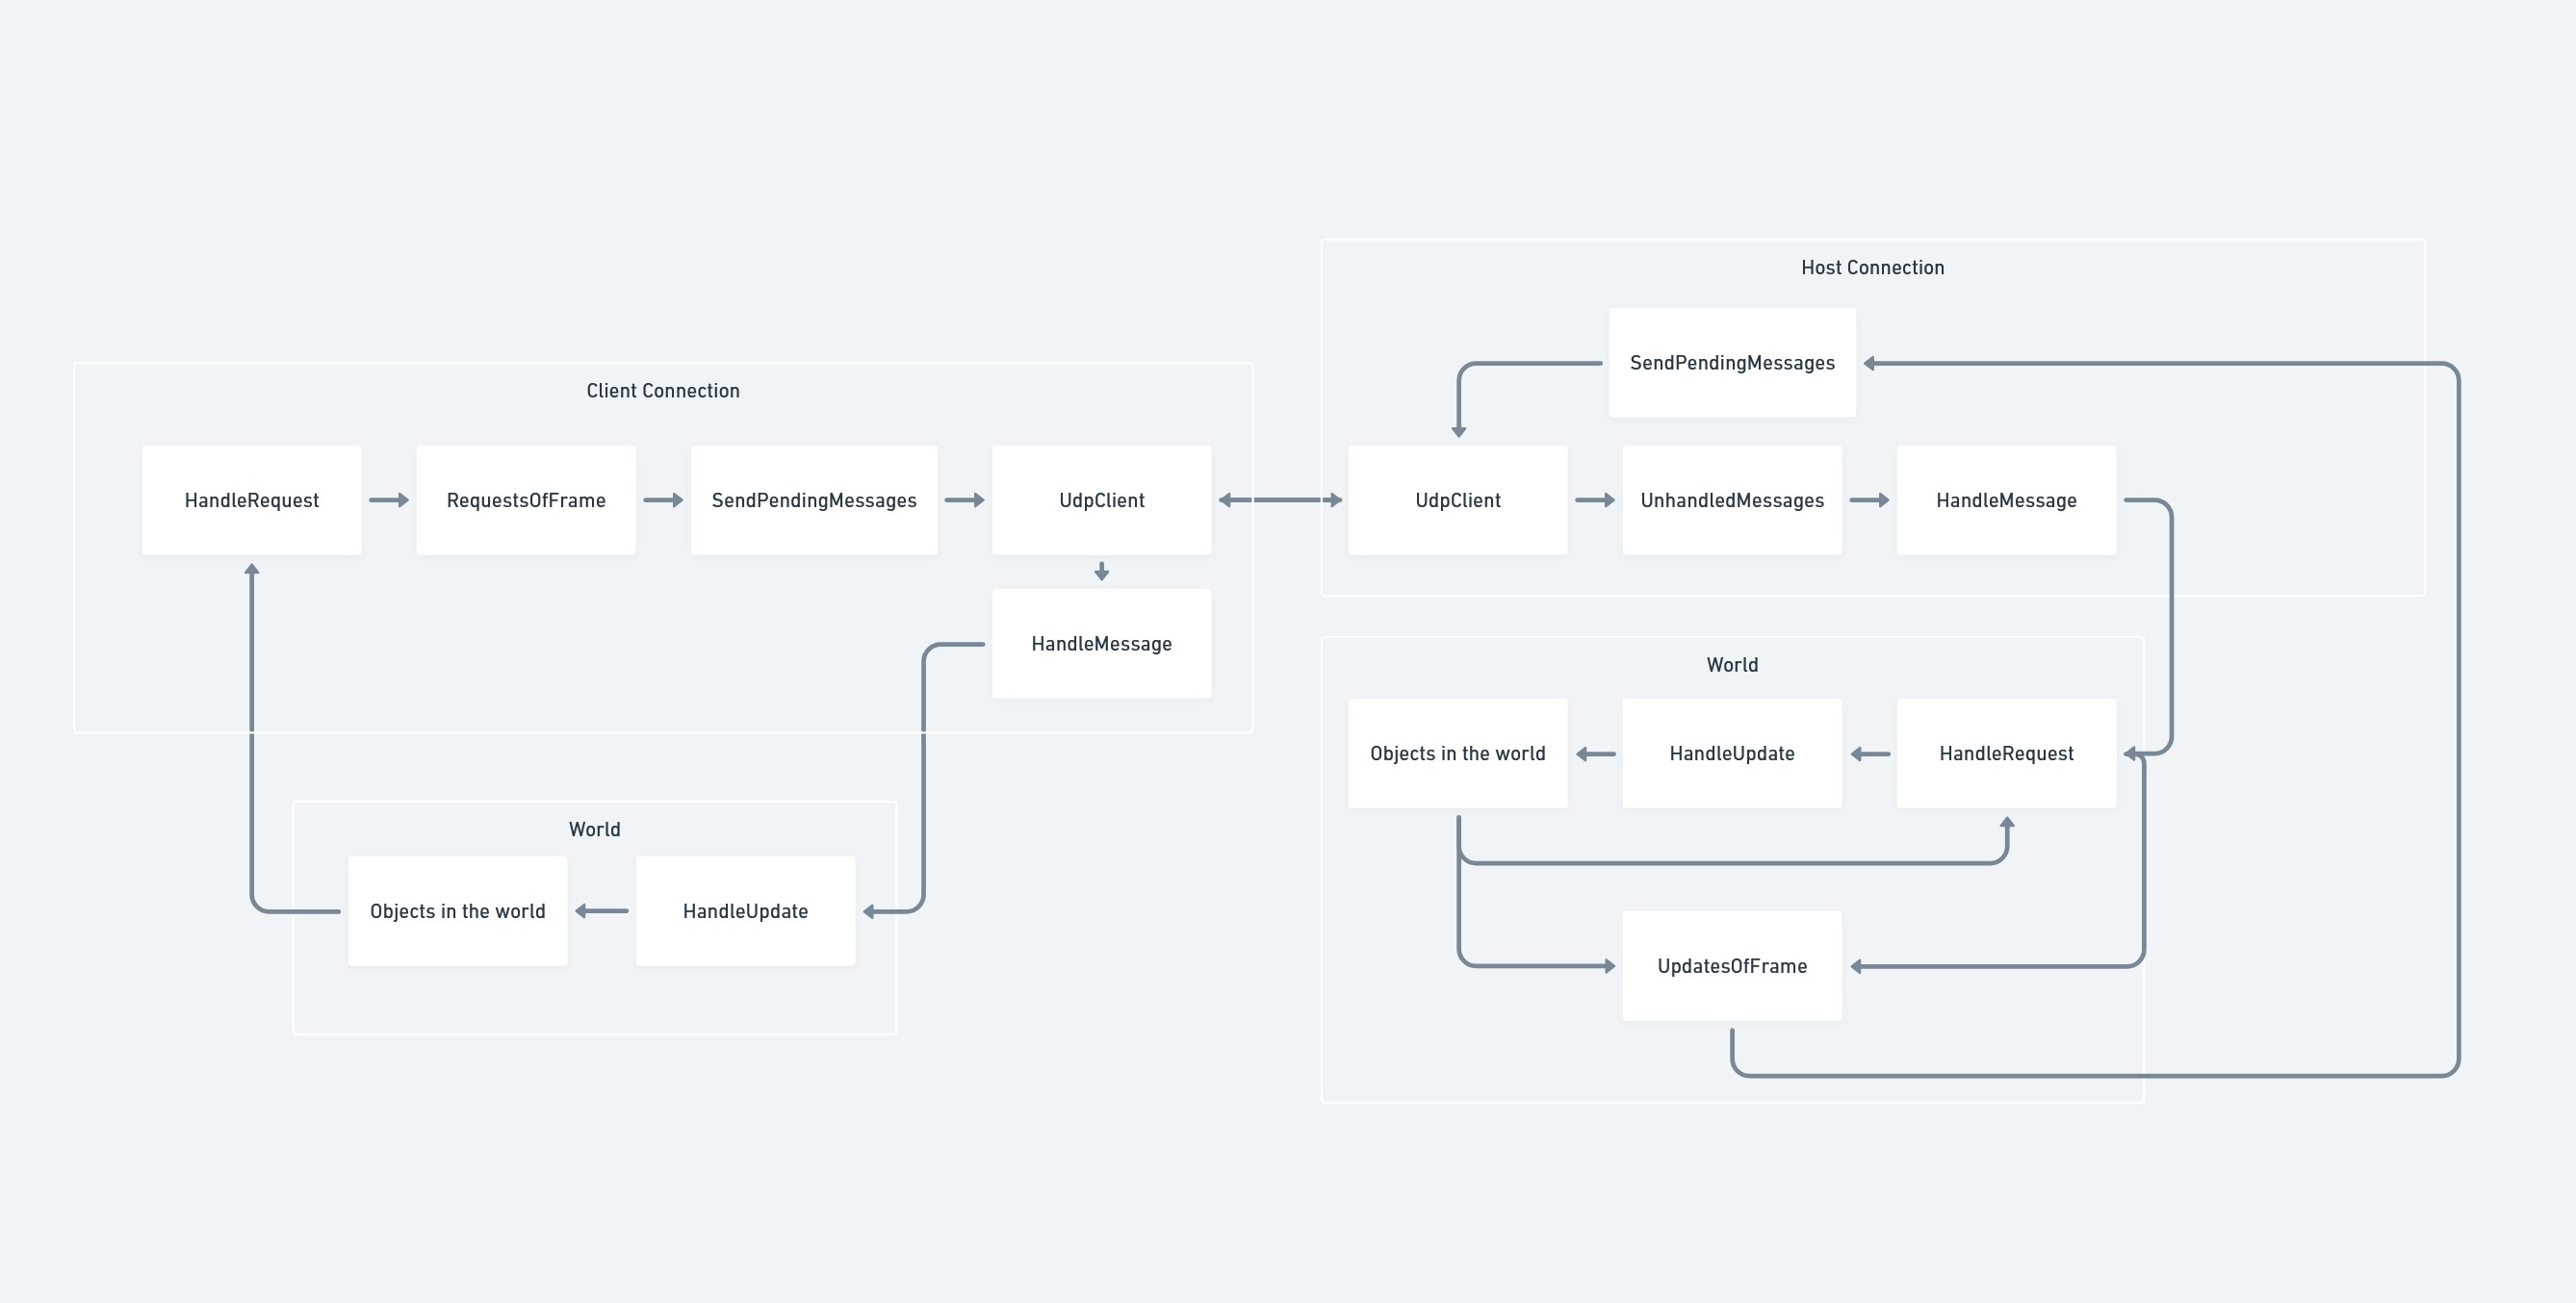 Client Connection
HandleRequest
RequestsOfFrame
SendPendingMessages
UdpClient
HandleMessage
World
Objects in the world
HandleUpdate
Host Connection
SendPendingMessages
UdpClient
UnhandledMessages
HandleMessage
World
Objects in the world
HandleUpdate
HandleRequest
UpdatesOfFrame